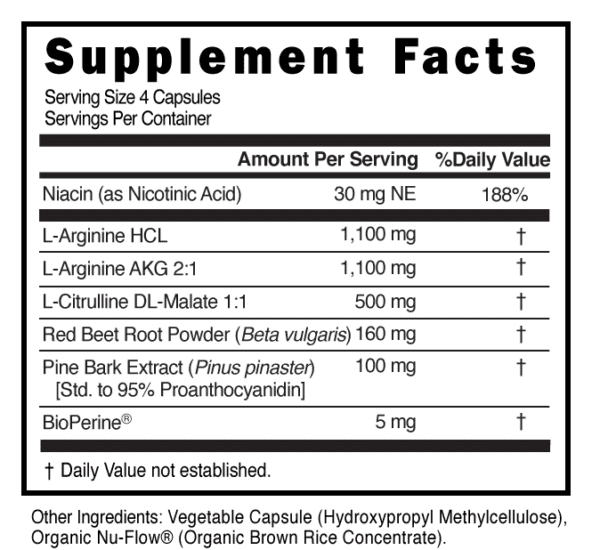 Supplement Facts
Serving Size 4 Capsules
Servings Per Container
Amount Per Serving %Daily Value
Niacin (as Nicotinic Acid) 30 mg NE 188%
L-Arginine HCL 1,100 mg †
L-Arginine AKG 2:1 1,100 mg †
L-Citrulline DL-Malate 1:1 500 mg †
Red Beet Root Powder (Beta vulgaris) 160 mg †
Pine Bark Extract (Pinus pinaster) 100 mg †
[Std. to 95% Proanthocyanidin]
BioPerine® 5 mg †
† Daily Value not established.
Other Ingredients: Vegetable Capsule (Hydroxypropyl Methylcellulose),
Organic Nu-Flow® (Organic Brown Rice Concentrate).